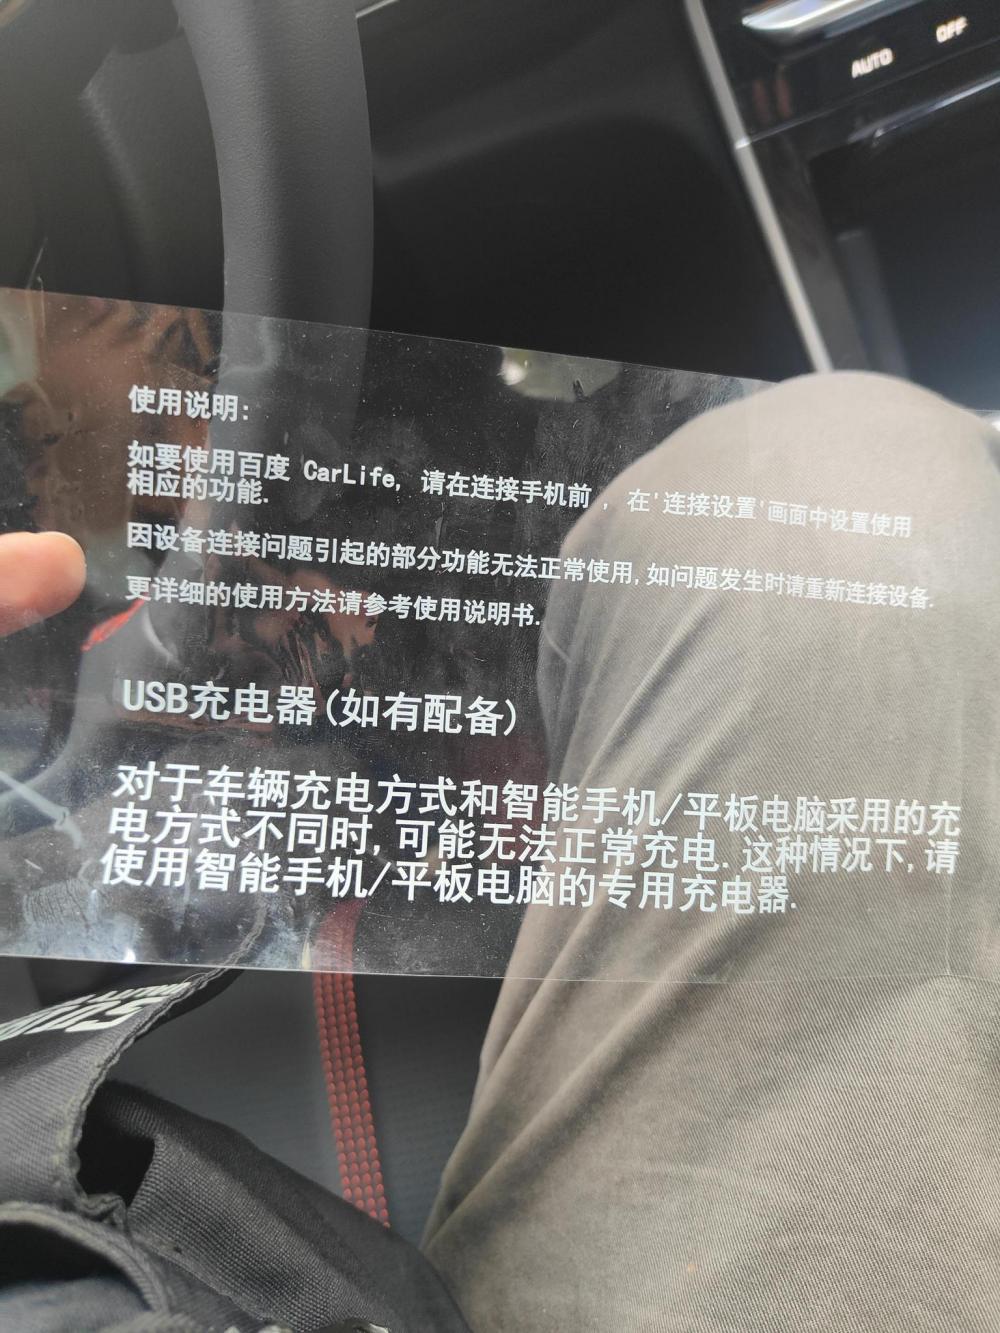 AUTO
OFF
使用说明:
如要使用百度 CarLife, 请在连接手机前 , 在'连接设置'画面中设置使用
相应的功能.
因设备连接问题引起的部分功能无法正常使用,如问题发生时请重新连接设备.
更详细的使用方法请参考使用说明书.
USB充电器(如有配备)
对于车辆充电方式和智能手机/平板电脑采用的充
电方式不同时,可能无法正常充电. 这种情况下,请
使用智能手机/平板电脑的专用充电器.